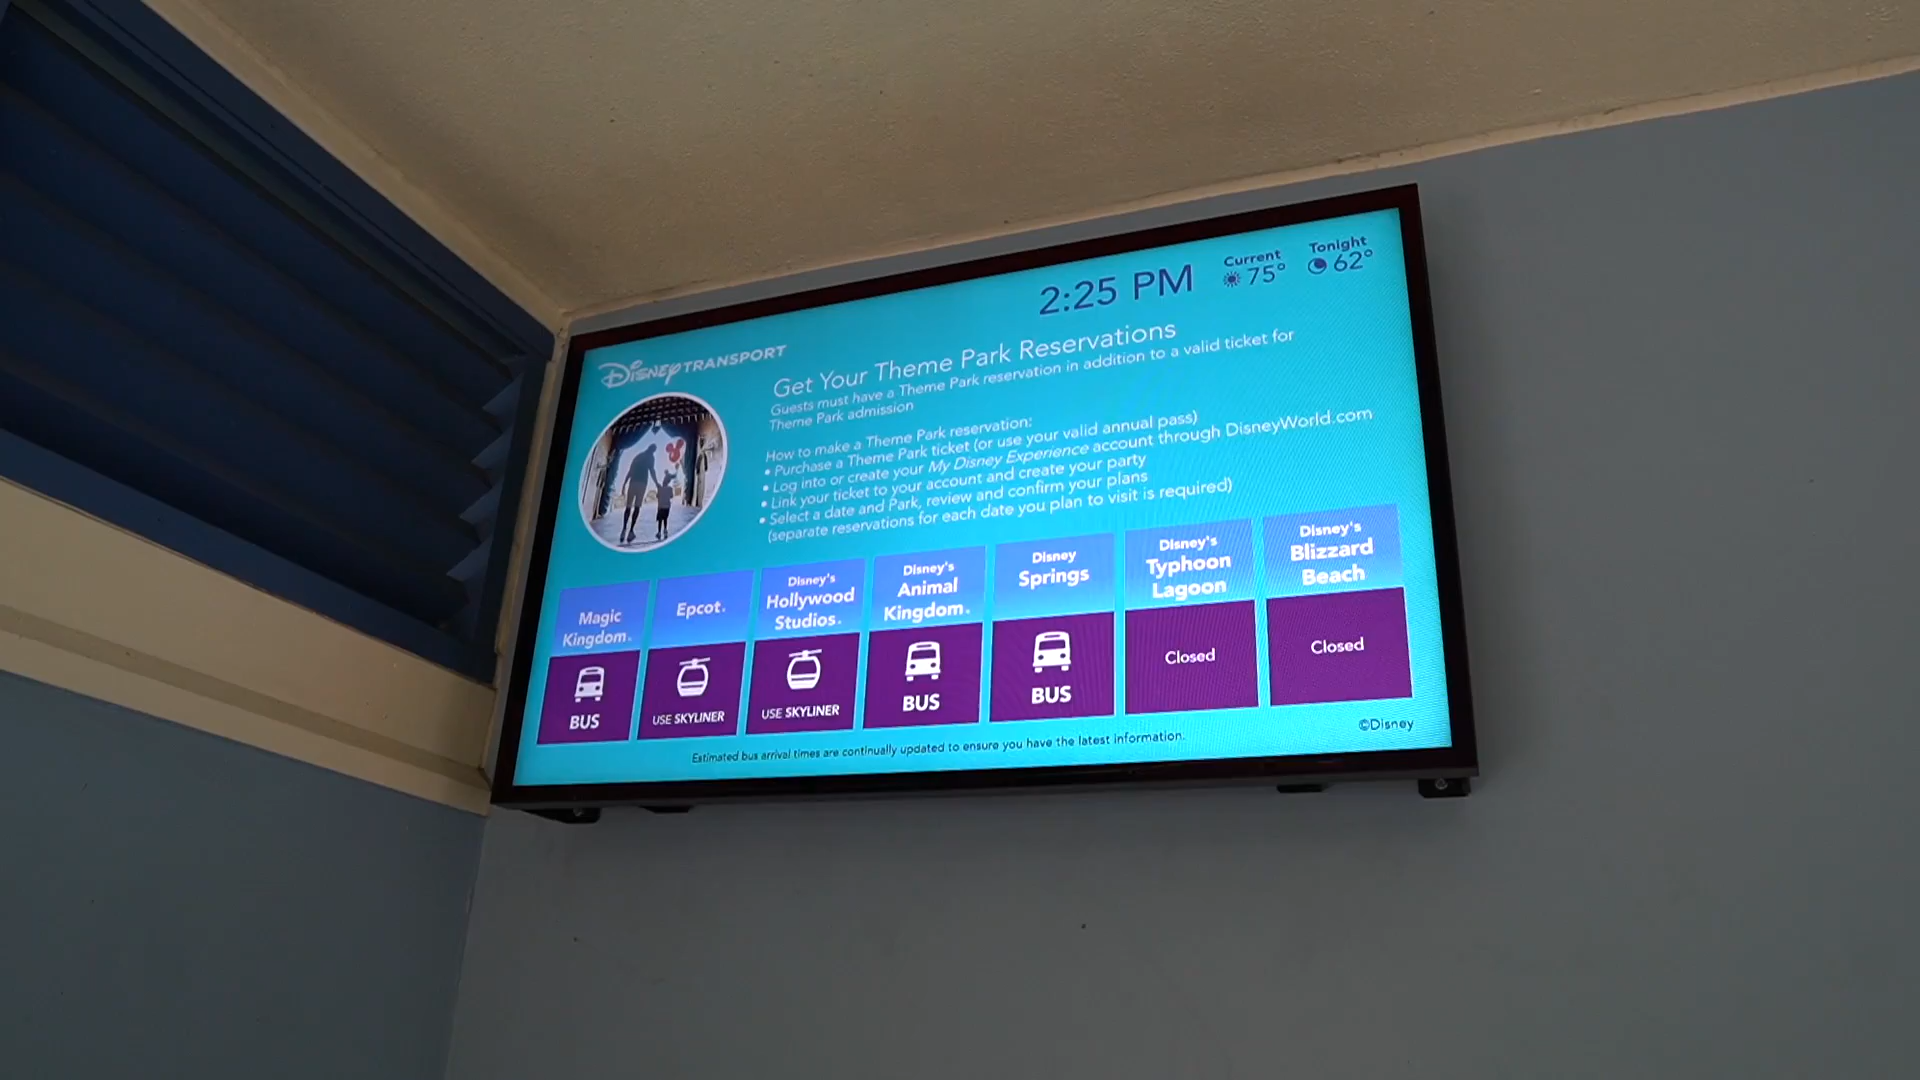 2:25 PM
Current
75°
Tonight
62°
Disney TRANSPORT
Get Your Theme Park Reservations
Guests must have a Theme Park reservation in addition to a valid ticket for
Theme Park admission
How to make a Theme Park reservation:
• Purchase a Theme Park ticket (or use your valid annual pass)
• Log into or create your My Disney Experience account through DisneyWorld.com
• Link your ticket to your account and create your party
• Select a date and Park, review and confirm your plans
(separate reservations for each date you plan to visit is required)
Magic
Kingdom.
BUS
Epcot.
USE SKYLINER
Disney's
Hollywood
Studios.
USE SKYLINER
Disney's
Animal
Kingdom.
BUS
Disney
Springs
BUS
Disney's
Typhoon
Lagoon
Closed
Disney's
Blizzard
Beach
Closed
Estimated bus arrival times are continually updated to ensure you have the latest information.
©Disney